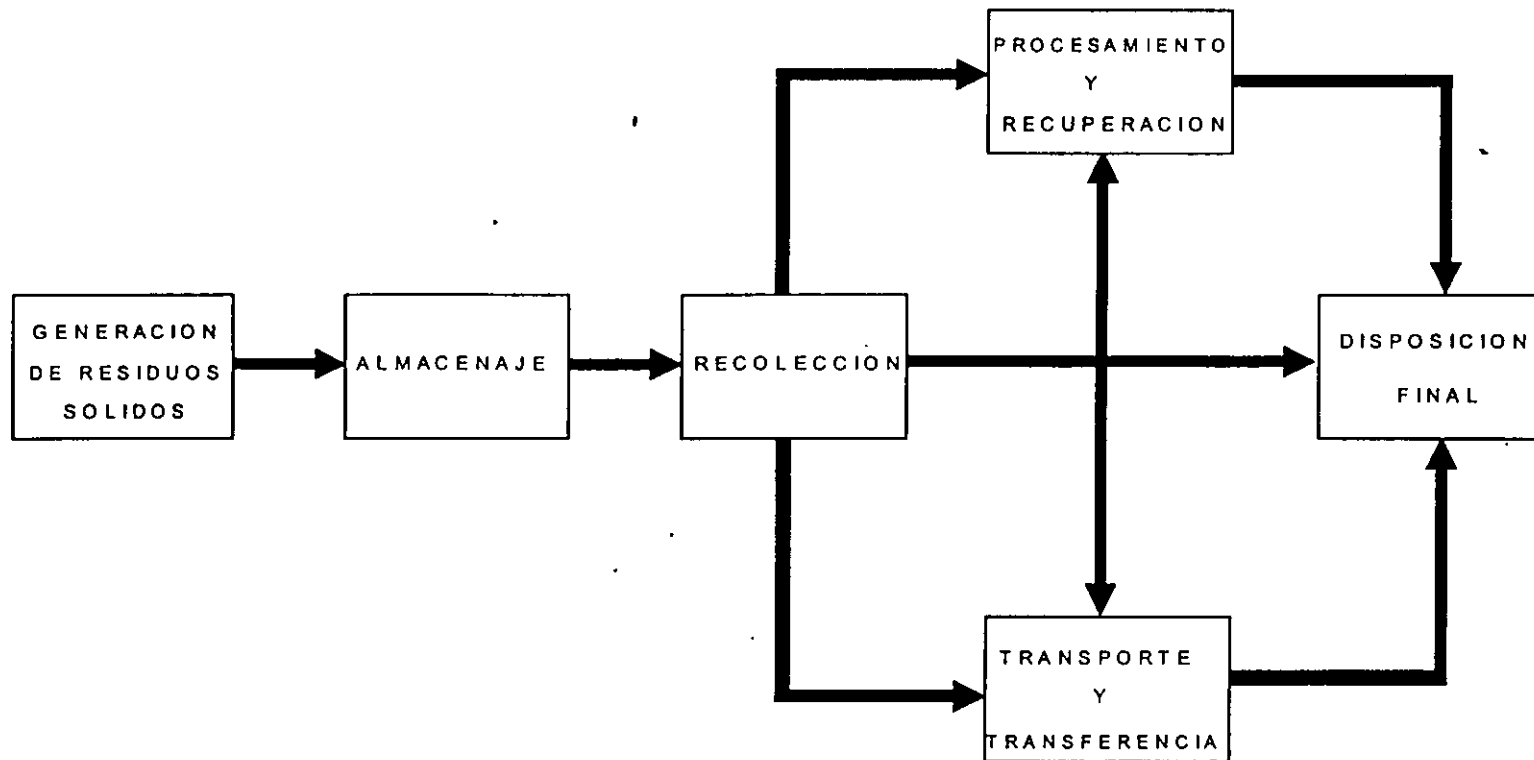 GENERACION
DE RESIDUOS
SOLIDOS
ALMACENAJE
RECOLECCION
PROCESAMIENTO
Y
RECUPERACION
TRANSPORTE
Y
TRANSFERENCIA
DISPOSICION
FINAL